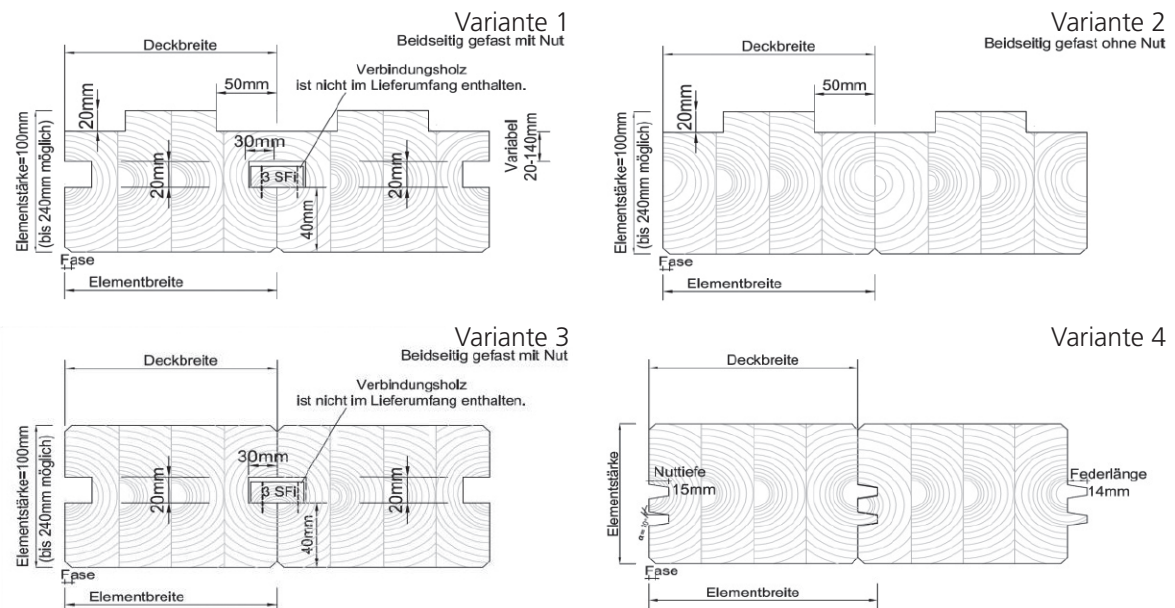 Variante 1
Beidseitig gefast mit Nut
Deckbreite
Verbindungsholz
ist nicht im Lieferumfang enthalten.
50mm
20mm
Elementstärke=100mm
(bis 240mm möglich)
30mm
Variabel
20-140mm
20mm
3 SFi
20mm
40mm
Fase
Elementbreite
Variante 2
Beidseitig gefast ohne Nut
Deckbreite
50mm
20mm
Elementstärke=100mm
(bis 240mm möglich)
Fase
Elementbreite
Variante 3
Beidseitig gefast mit Nut
Deckbreite
Verbindungsholz
ist nicht im Lieferumfang enthalten.
Elementstärke=100mm
(bis 240mm möglich)
30mm
20mm
3 SFi
20mm
40mm
Fase
Elementbreite
Variante 4
Deckbreite
Elementstärke
Nuttiefe
15mm
Federlänge
14mm
Fase
Elementbreite